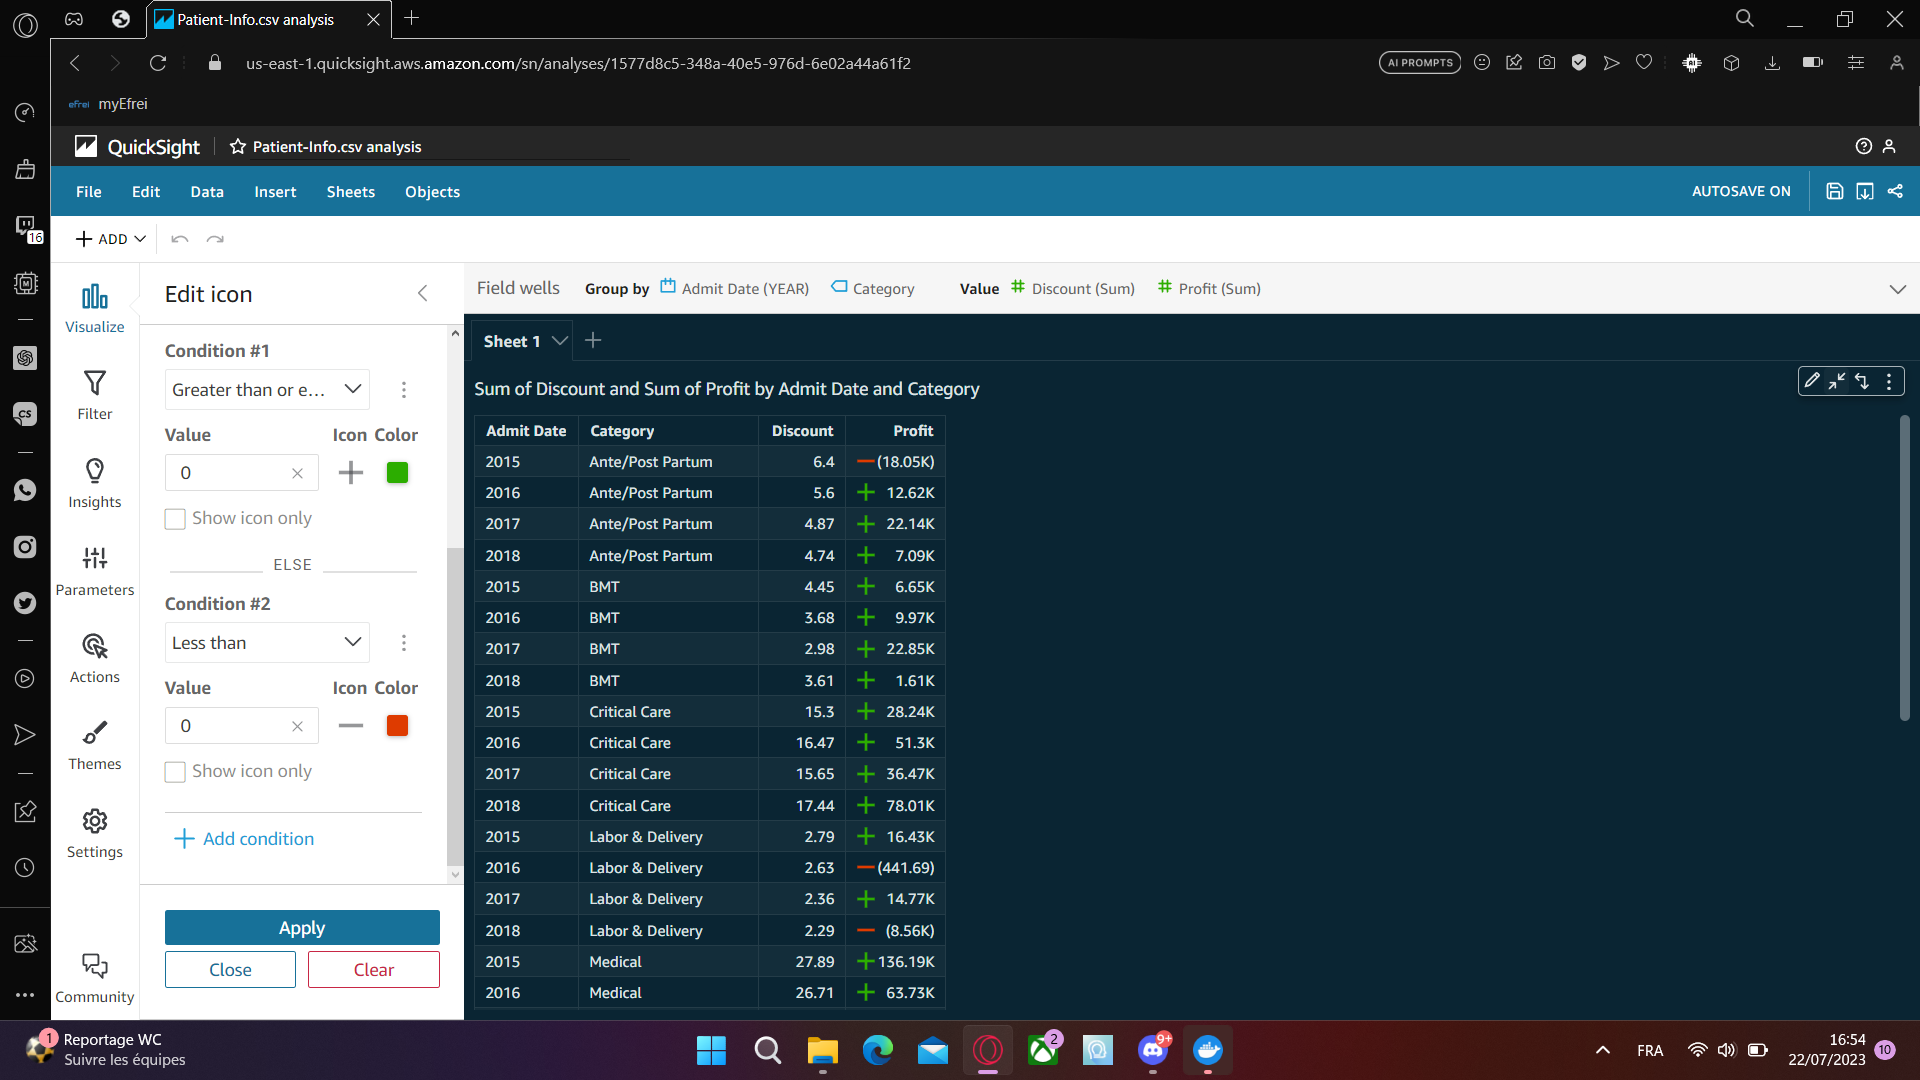 Patient-Info.csv analysis
us-east-1.quicksight.aws.amazon.com/sn/analyses/1577d8c5-348a-40e5-976d-6e02a44a61f2
AI PROMPTS
efrei myEfrei
QuickSight
Patient-Info.csv analysis
File Edit Data Insert Sheets Objects
AUTOSAVE ON
16
ADD
Visualize
Filter
Insights
Parameters
Actions
Themes
Settings
Community
CS
Edit icon
Condition #1
Greater than or e...
Value Icon Color
0
Show icon only
ELSE
Condition #2
Less than
Value Icon Color
0
Show icon only
Add condition
Apply
Close Clear
Field wells Group by Admit Date (YEAR) Category Value Discount (Sum) Profit (Sum)
Sheet 1
Sum of Discount and Sum of Profit by Admit Date and Category
Admit Date Category Discount Profit
2015 Ante/Post Partum 6.4 (18.05K)
2016 Ante/Post Partum 5.6 12.62K
2017 Ante/Post Partum 4.87 22.14K
2018 Ante/Post Partum 4.74 7.09K
2015 BMT 4.45 6.65K
2016 BMT 3.68 9.97K
2017 BMT 2.98 22.85K
2018 BMT 3.61 1.61K
2015 Critical Care 15.3 28.24K
2016 Critical Care 16.47 51.3K
2017 Critical Care 15.65 36.47K
2018 Critical Care 17.44 78.01K
2015 Labor & Delivery 2.79 16.43K
2016 Labor & Delivery 2.63 (441.69)
2017 Labor & Delivery 2.36 14.77K
2018 Labor & Delivery 2.29 (8.56K)
2015 Medical 27.89 136.19K
2016 Medical 26.71 63.73K
1
Reportage WC
Suivre les équipes
2
9+
FRA
16:54
22/07/2023
10